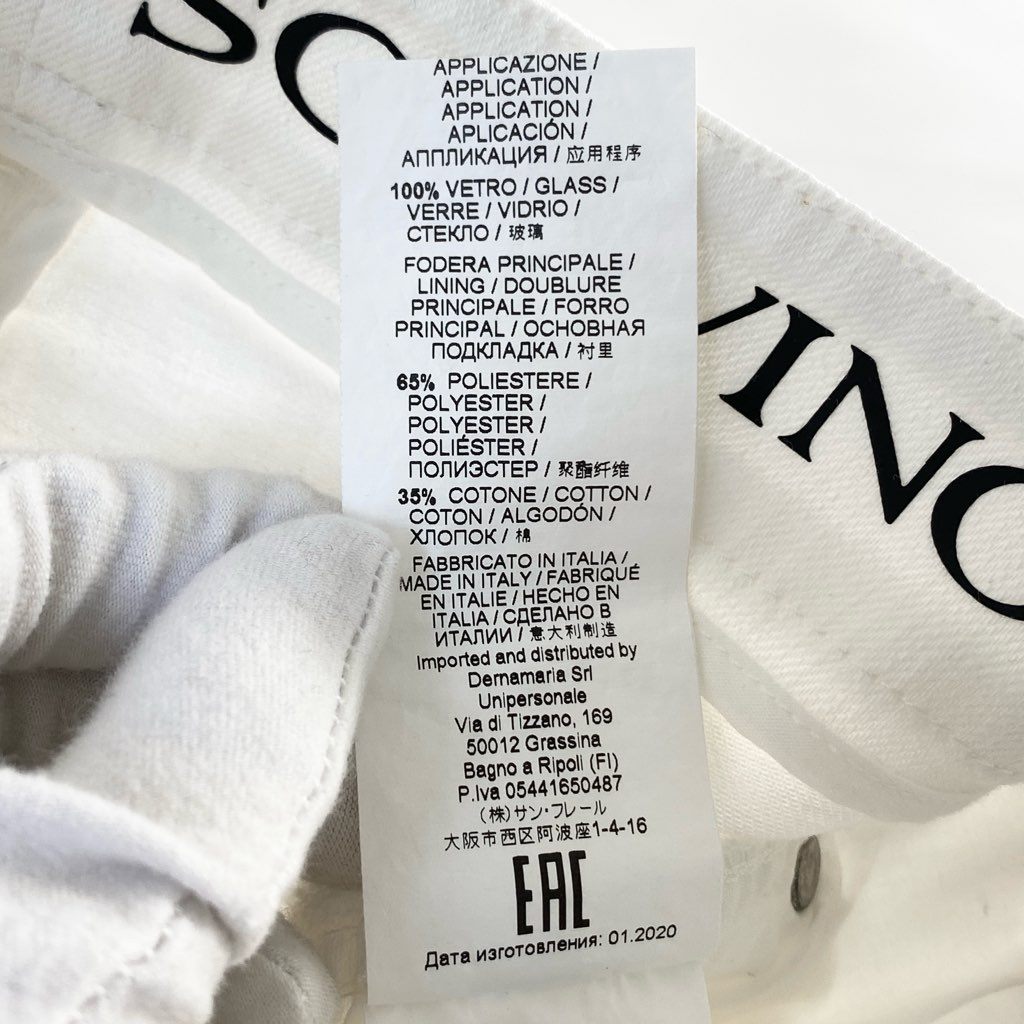 SC
VINC
APPLICAZIONE /
APPLICATION /
APPLICATION /
APLICACIÓN /
АППЛИКАЦИЯ / 应用程序
100% VETRO / GLASS /
VERRE / VIDRIO /
СТЕКЛО / 玻璃
FODERA PRINCIPALE /
LINING / DOUBLURE
PRINCIPALE / FORRO
PRINCIPAL / ОСНОВНАЯ
ПОДКЛАДКА / 衬里
65% POLIESTERE /
POLYESTER /
POLYESTER /
POLIÉSTER /
ПОЛИЭСТЕР / 聚酯纤维
35% COTONE / COTTON /
COTON / ALGODÓN /
ХЛОПОК / 棉
FABBRICATO IN ITALIA /
MADE IN ITALY / FABRIQUÉ
EN ITALIE / HECHO EN
ITALIA / СДЕЛАНО В
ИТАЛИИ / 意大利制造
Imported and distributed by
Demamaria Srl
Unipersonale
Via di Tizzano, 169
50012 Grassina
Bagno a Ripoli (FI)
P.Iva 05441650487
(株)サン・フレール
大阪市西区阿波座1-4-16
EAC
Дата изготовления: 01.2020